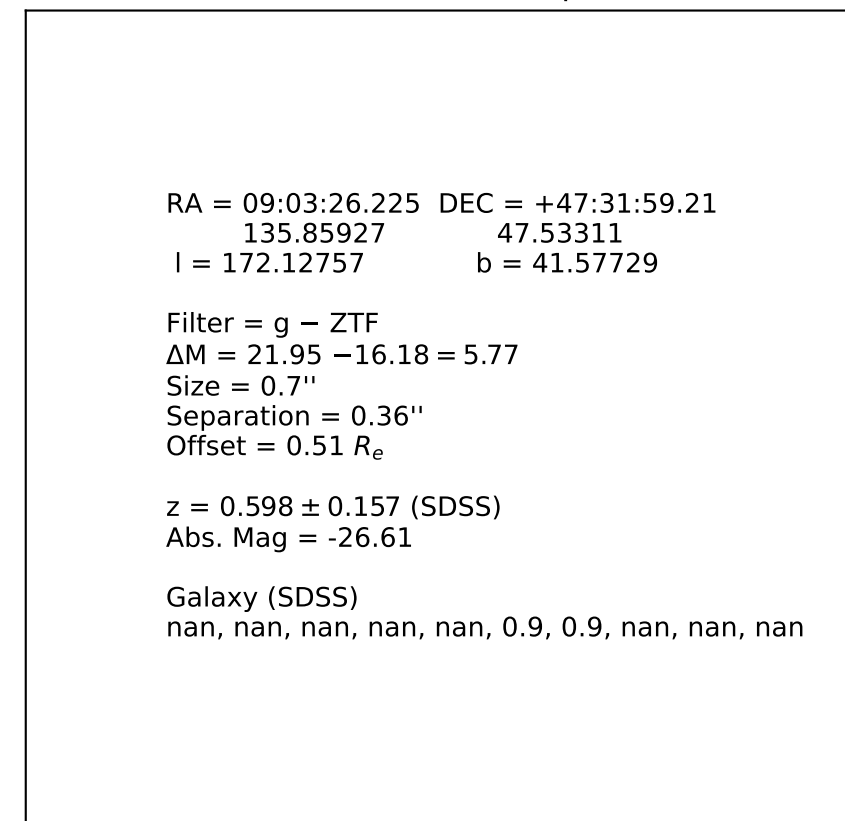 RA = 09:03:26.225  DEC = +47:31:59.21
135.85927  47.53311
l = 172.12757  b = 41.57729
Filter = g − ZTF
ΔM = 21.95 −16.18 = 5.77
Size = 0.7''
Separation = 0.36''
Offset = 0.51 Rₑ
z = 0.598 ± 0.157 (SDSS)
Abs. Mag = -26.61
Galaxy (SDSS)
nan, nan, nan, nan, nan, 0.9, 0.9, nan, nan, nan